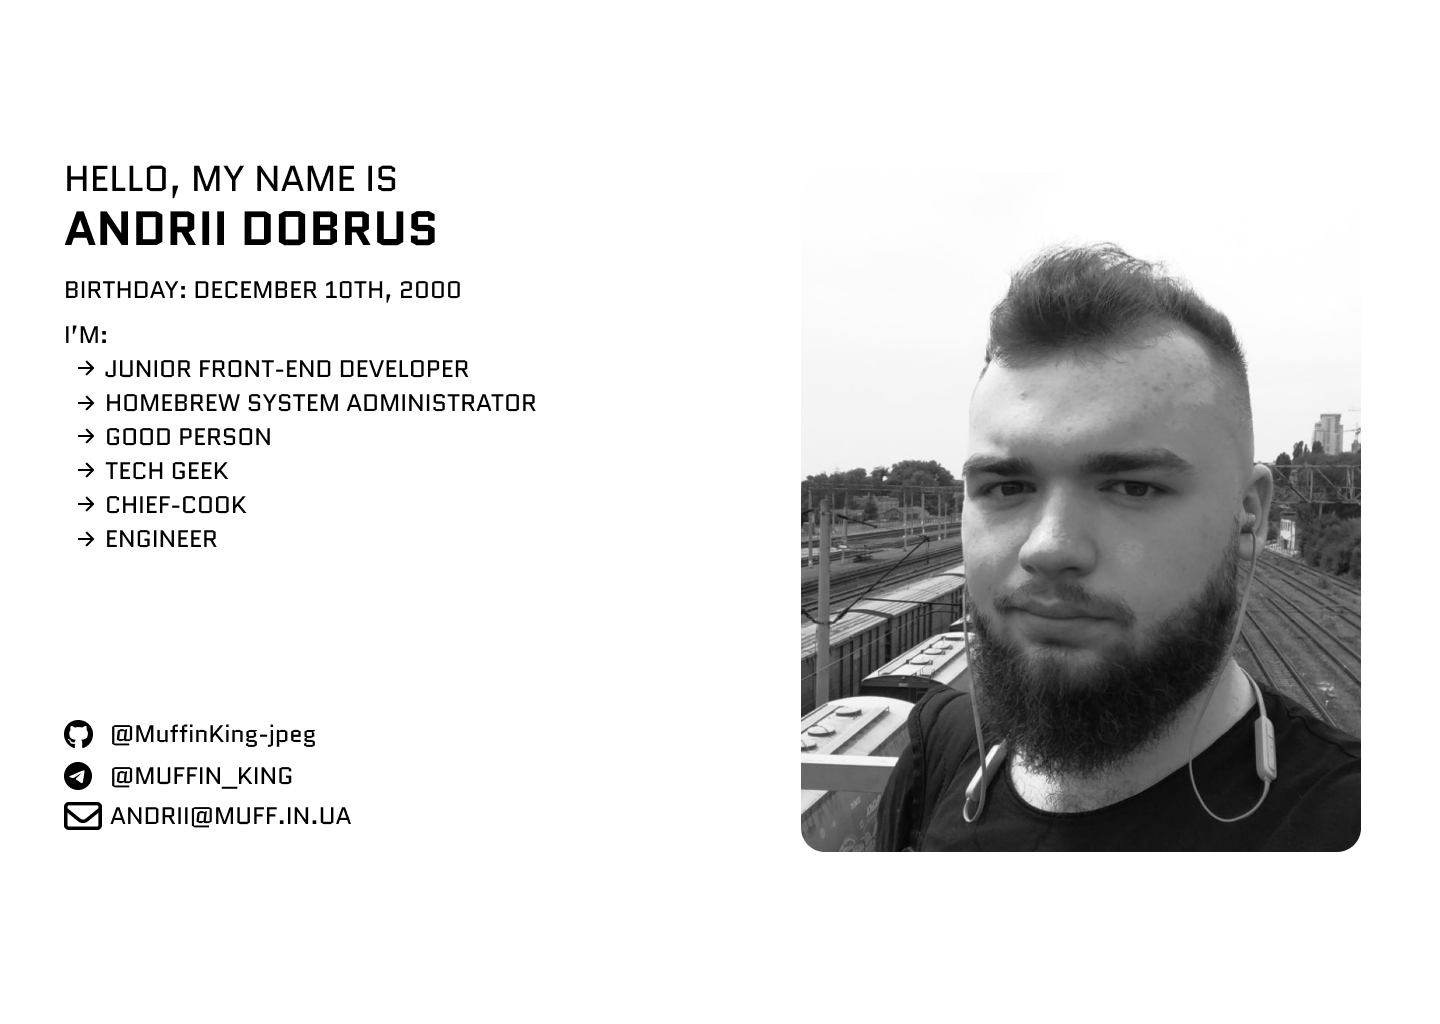 HELLO, MY NAME IS
ANDRII DOBRUS
BIRTHDAY: DECEMBER 10TH, 2000
I'M:
→ JUNIOR FRONT-END DEVELOPER
→ HOMEBREW SYSTEM ADMINISTRATOR
→ GOOD PERSON
→ TECH GEEK
→ CHIEF-COOK
→ ENGINEER
@MuffinKing-jpeg
@MUFFIN_KING
ANDRII@MUFF.IN.UA